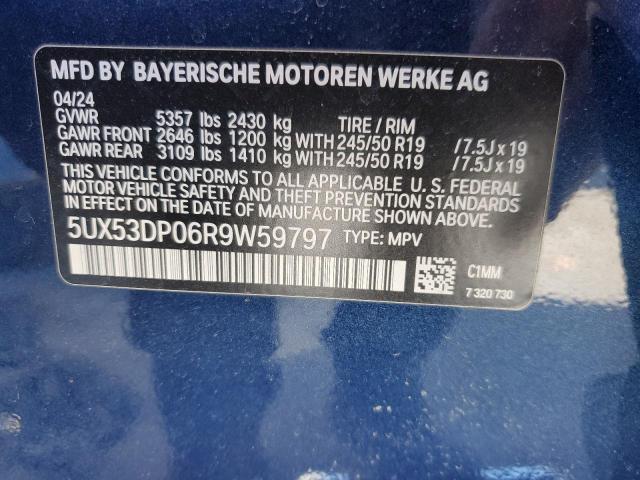 MFD BY BAYERISCHE MOTOREN WERKE AG
04/24
GVWR 5357 lbs 2430 kg TIRE / RIM
GAWR FRONT 2646 lbs 1200 kg WITH 245/50 R19 /7.5J x 19
GAWR REAR 3109 lbs 1410 kg WITH 245/50 R19 /7.5J x 19
THIS VEHICLE CONFORMS TO ALL APPLICABLE U. S. FEDERAL
MOTOR VEHICLE SAFETY AND THEFT PREVENTION STANDARDS
IN EFFECT ON THE DATE OF MANUFACTURE SHOWN ABOVE.
5UX53DP06R9W59797 TYPE: MPV
C1MM
7 320 730